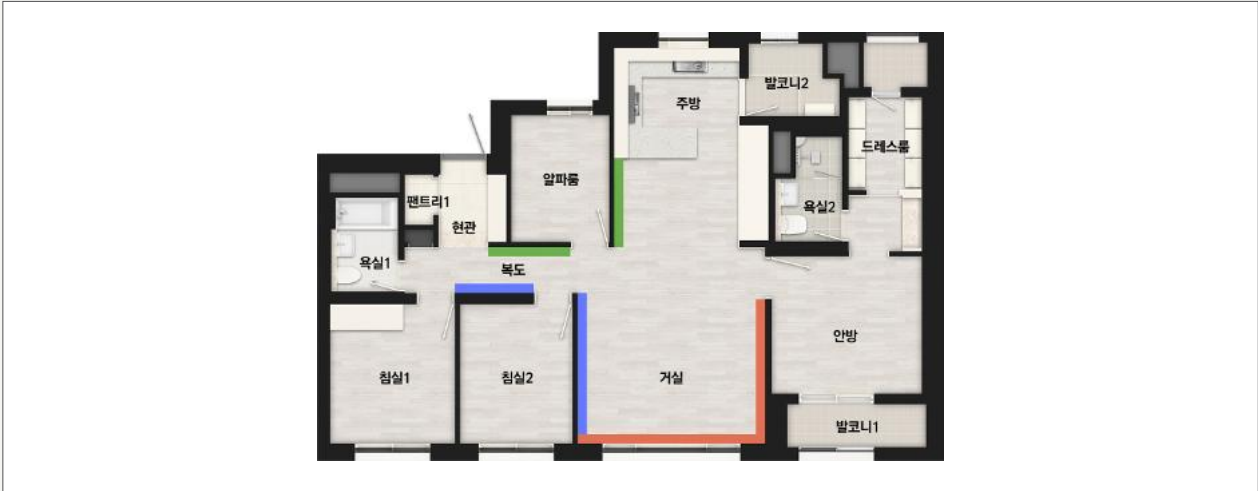 발코니2
주방
드레스룸
알파룸
팬트리1
욕실2
현관
욕실1
복도
안방
침실1
침실2
거실
발코니1